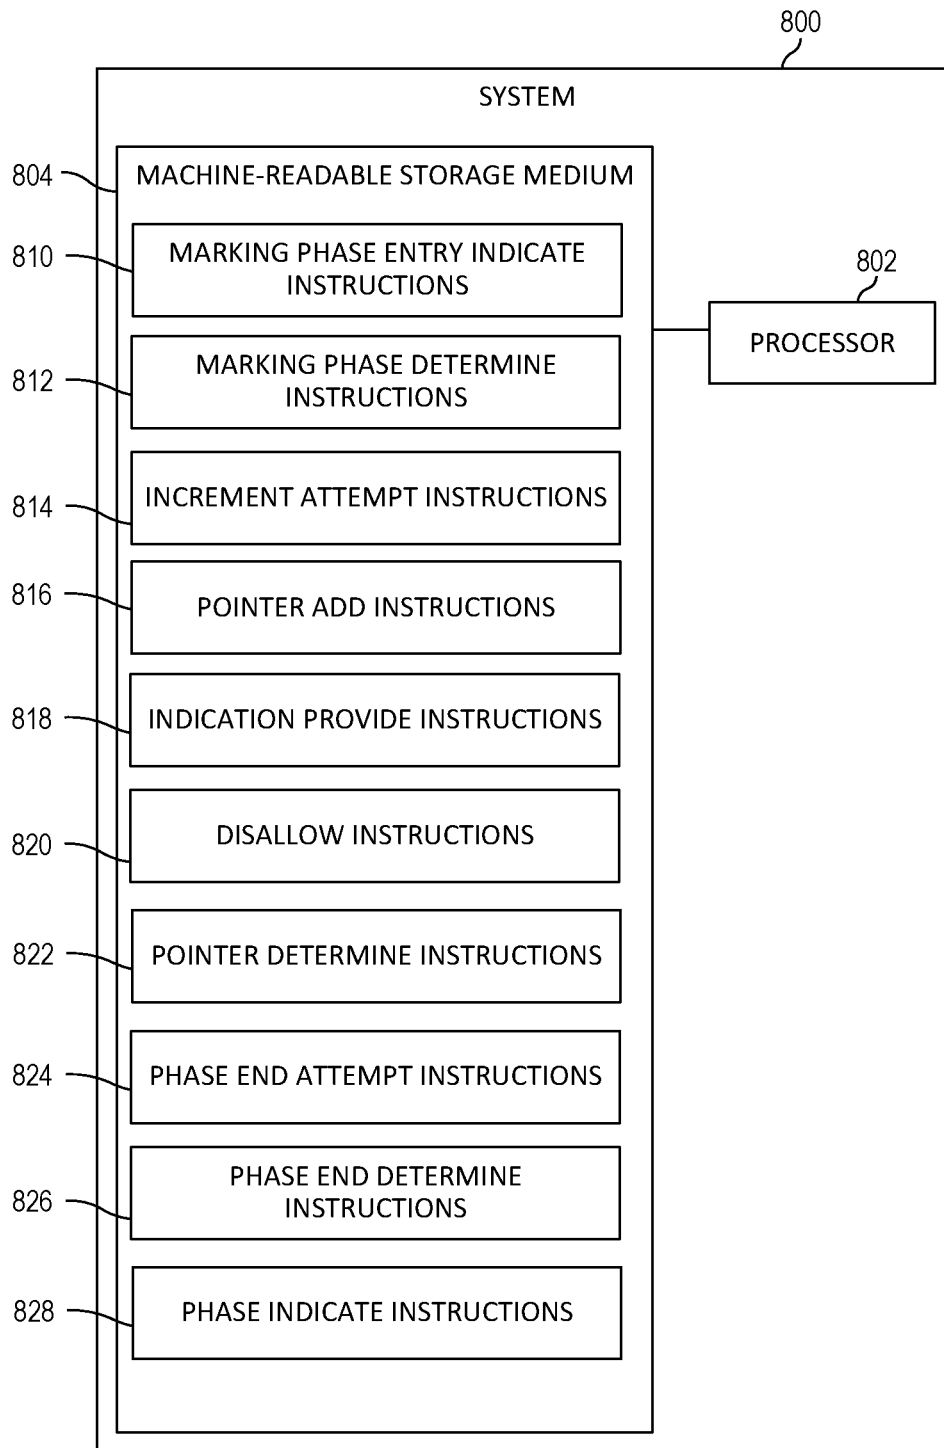 800
SYSTEM
804
MACHINE-READABLE STORAGE MEDIUM
810
MARKING PHASE ENTRY INDICATE
INSTRUCTIONS
802
PROCESSOR
812
MARKING PHASE DETERMINE
INSTRUCTIONS
814
INCREMENT ATTEMPT INSTRUCTIONS
816
POINTER ADD INSTRUCTIONS
818
INDICATION PROVIDE INSTRUCTIONS
820
DISALLOW INSTRUCTIONS
822
POINTER DETERMINE INSTRUCTIONS
824
PHASE END ATTEMPT INSTRUCTIONS
826
PHASE END DETERMINE
INSTRUCTIONS
828
PHASE INDICATE INSTRUCTIONS